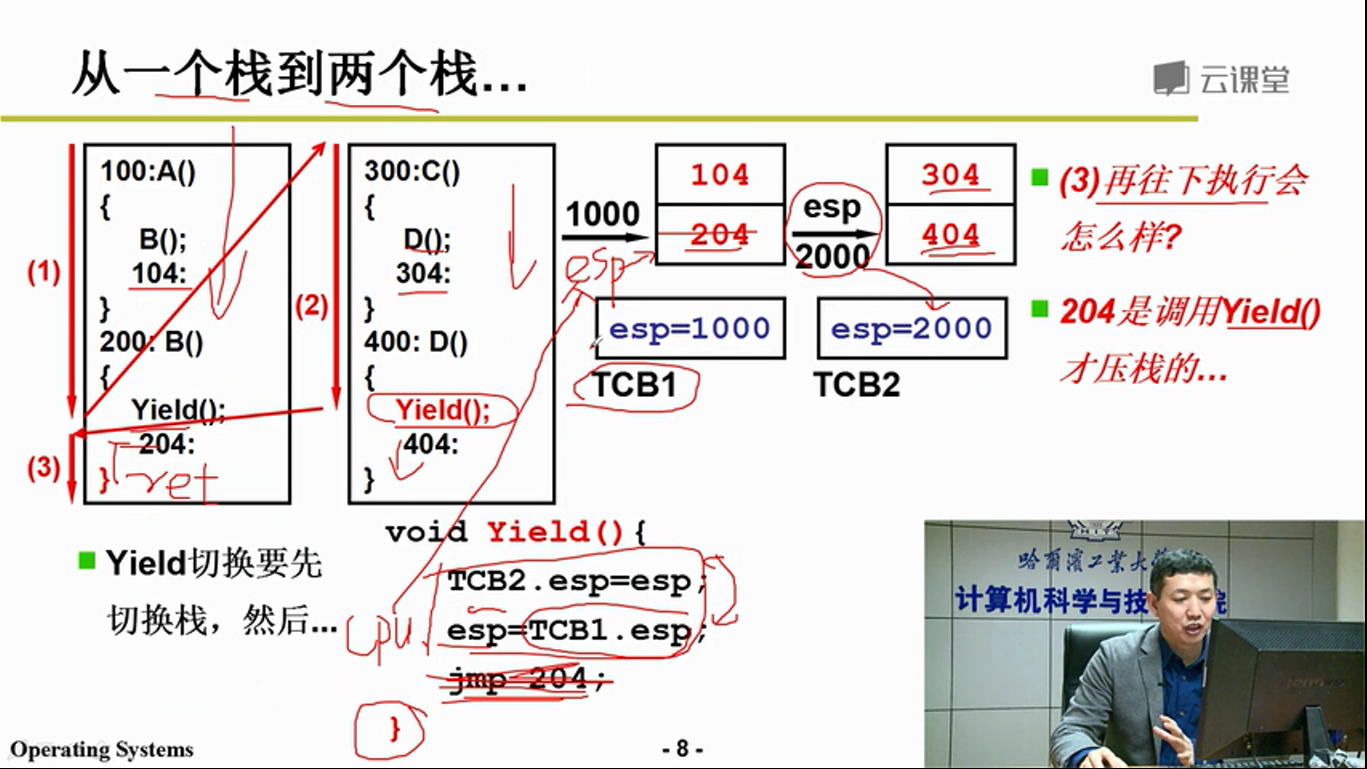 从一个栈到两个栈...
云课堂
100:A()
{
B();
104:
}
200: B()
{
Yield();
204:
}
ret
(1)
(2)
(3)
300:C()
{
D();
304:
}
400: D()
{
Yield();
404:
}
1000
esp
104
204
esp
2000
304
404
esp=1000
TCB1
esp=2000
TCB2
(3)再往下执行会
怎么样?
204是调用Yield()
才压栈的...
Yield切换要先
切换栈，然后...
void Yield(){
TCB2.esp=esp;
esp=TCB1.esp;
jmp 204;
}
cpu
哈尔滨工业大学
计算机科学与技 院
Operating Systems
- 8 -